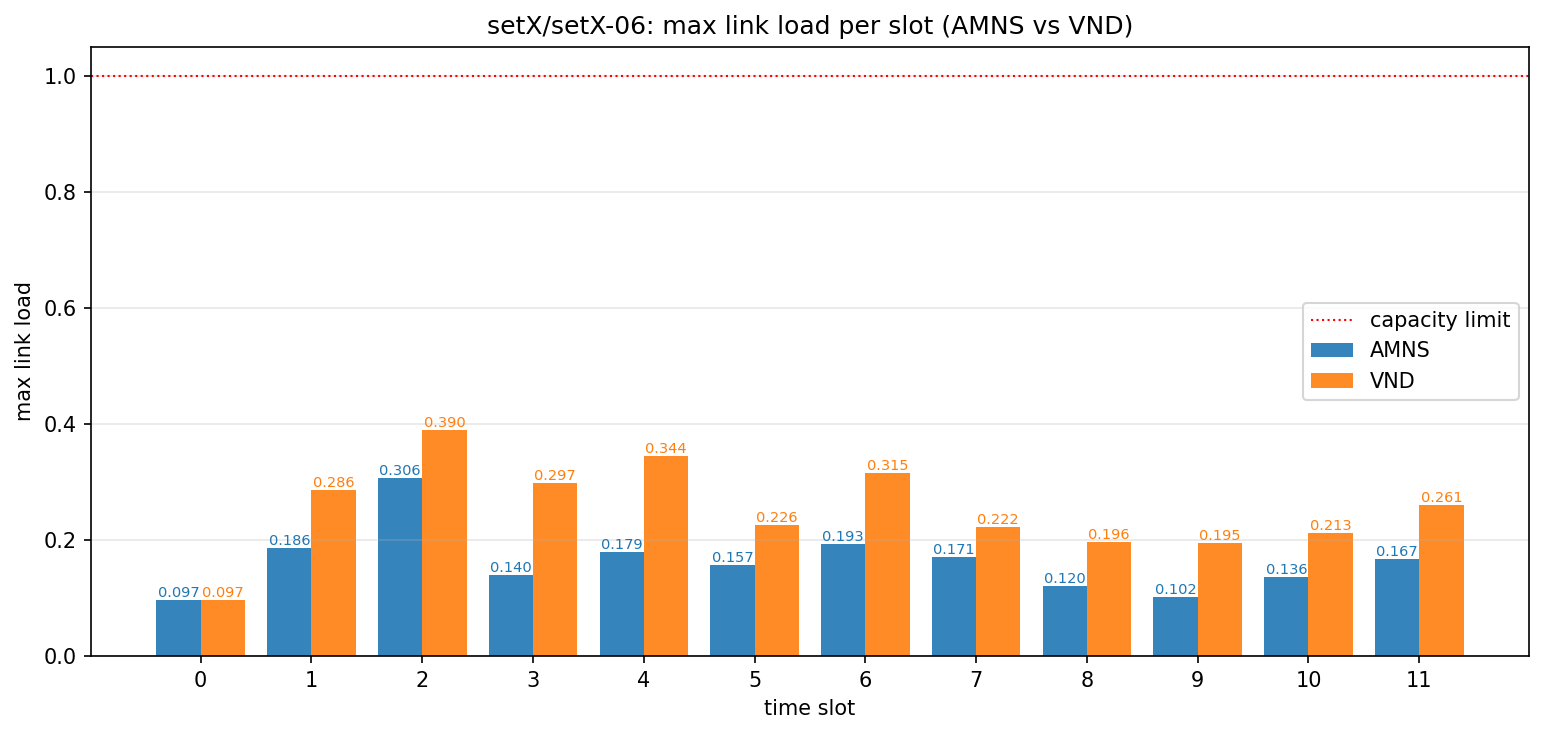 setX/setX-06: max link load per slot (AMNS vs VND)
max link load
1.0
0.8
0.6
0.4
0.2
0.0
capacity limit
AMNS
VND
0.097 0.097
0.186 0.286
0.306 0.390
0.140 0.297
0.179 0.344
0.157 0.226
0.193 0.315
0.171 0.222
0.120 0.196
0.102 0.195
0.136 0.213
0.167 0.261
0 1 2 3 4 5 6 7 8 9 10 11
time slot